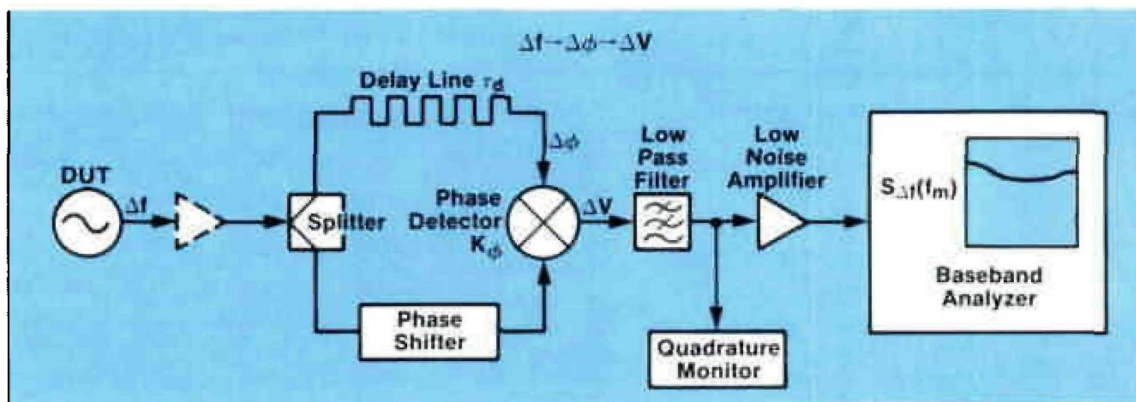 Δf→Δϕ→ΔV
Delay Line τd
Δϕ
DUT
Δf
Splitter
Phase
Detector
Kϕ
ΔV
Low
Pass
Filter
Low
Noise
Amplifier
SΔf(fm)
Baseband
Analyzer
Phase
Shifter
Quadrature
Monitor